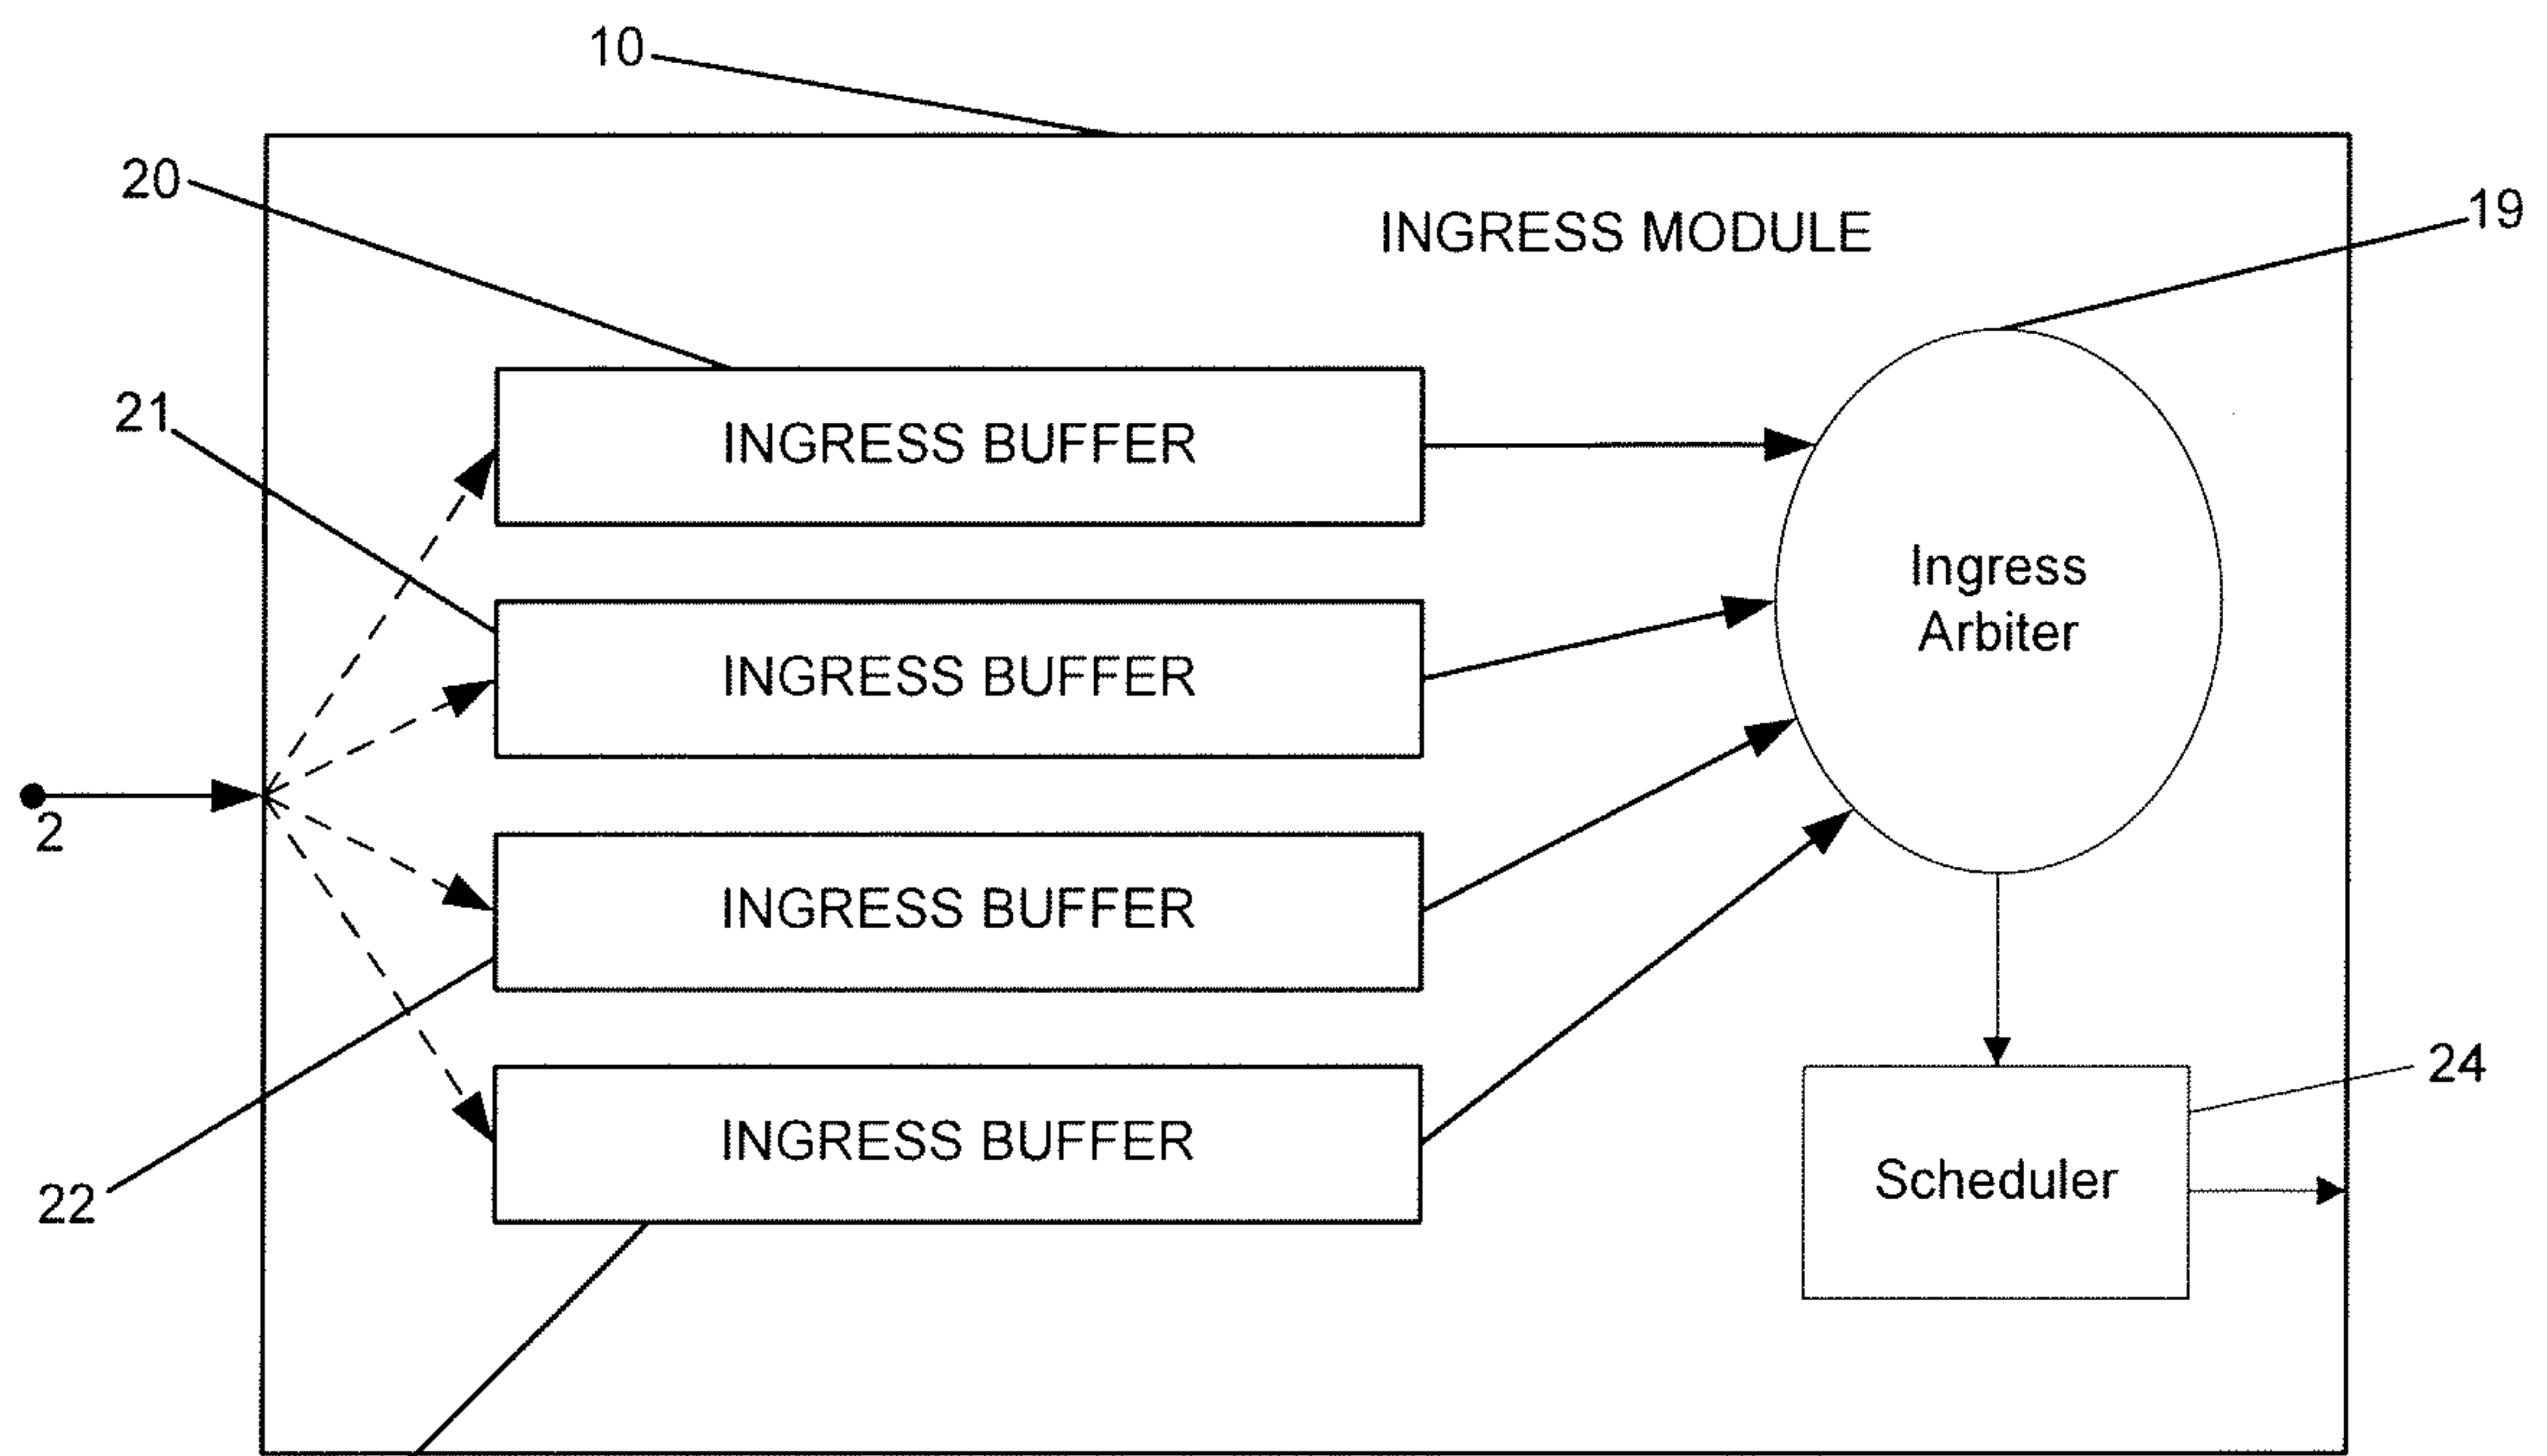 10
20
INGRESS MODULE
19
21
INGRESS BUFFER
Ingress
Arbiter
INGRESS BUFFER
2
INGRESS BUFFER
24
INGRESS BUFFER
Scheduler
22